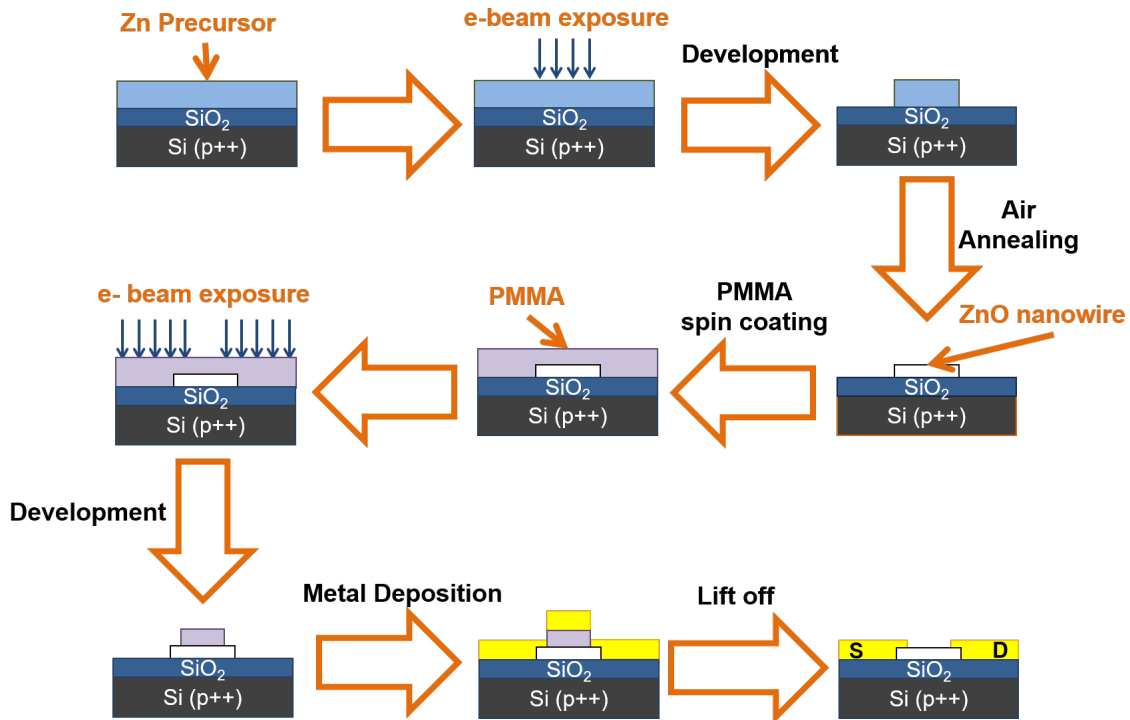 Zn Precursor
SiO₂
Si (p++)
e-beam exposure
SiO₂
Si (p++)
Development
SiO₂
Si (p++)
Air
Annealing
ZnO nanowire
SiO₂
Si (p++)
PMMA
spin coating
PMMA
SiO₂
Si (p++)
e- beam exposure
SiO₂
Si (p++)
Development
SiO₂
Si (p++)
Metal Deposition
SiO₂
Si (p++)
Lift off
S D
SiO₂
Si (p++)